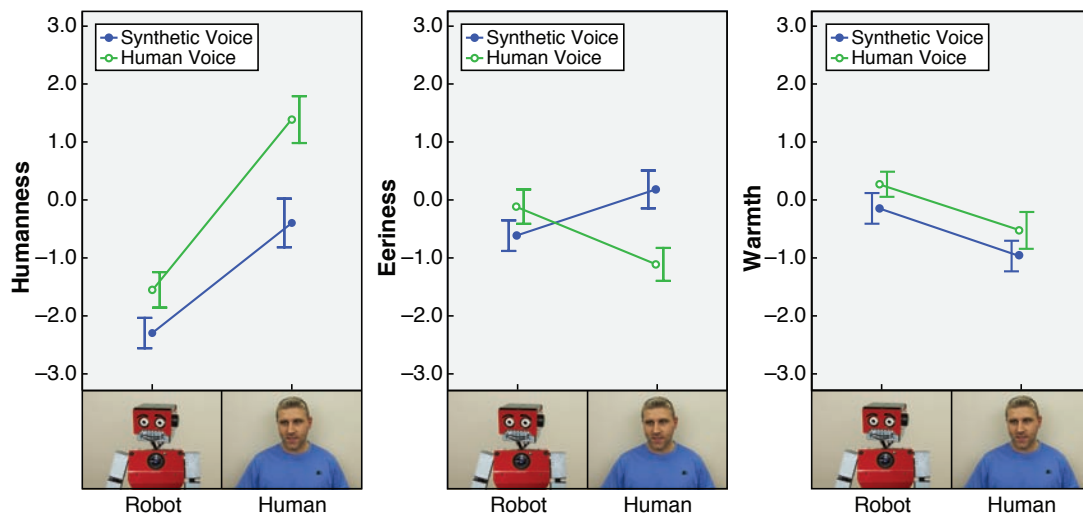 3.0
2.0
1.0
0.0
–1.0
–2.0
–3.0
Humanness
Synthetic Voice
Human Voice
Robot
Human
3.0
2.0
1.0
0.0
–1.0
–2.0
–3.0
Eeriness
Synthetic Voice
Human Voice
Robot
Human
3.0
2.0
1.0
0.0
–1.0
–2.0
–3.0
Warmth
Synthetic Voice
Human Voice
Robot
Human